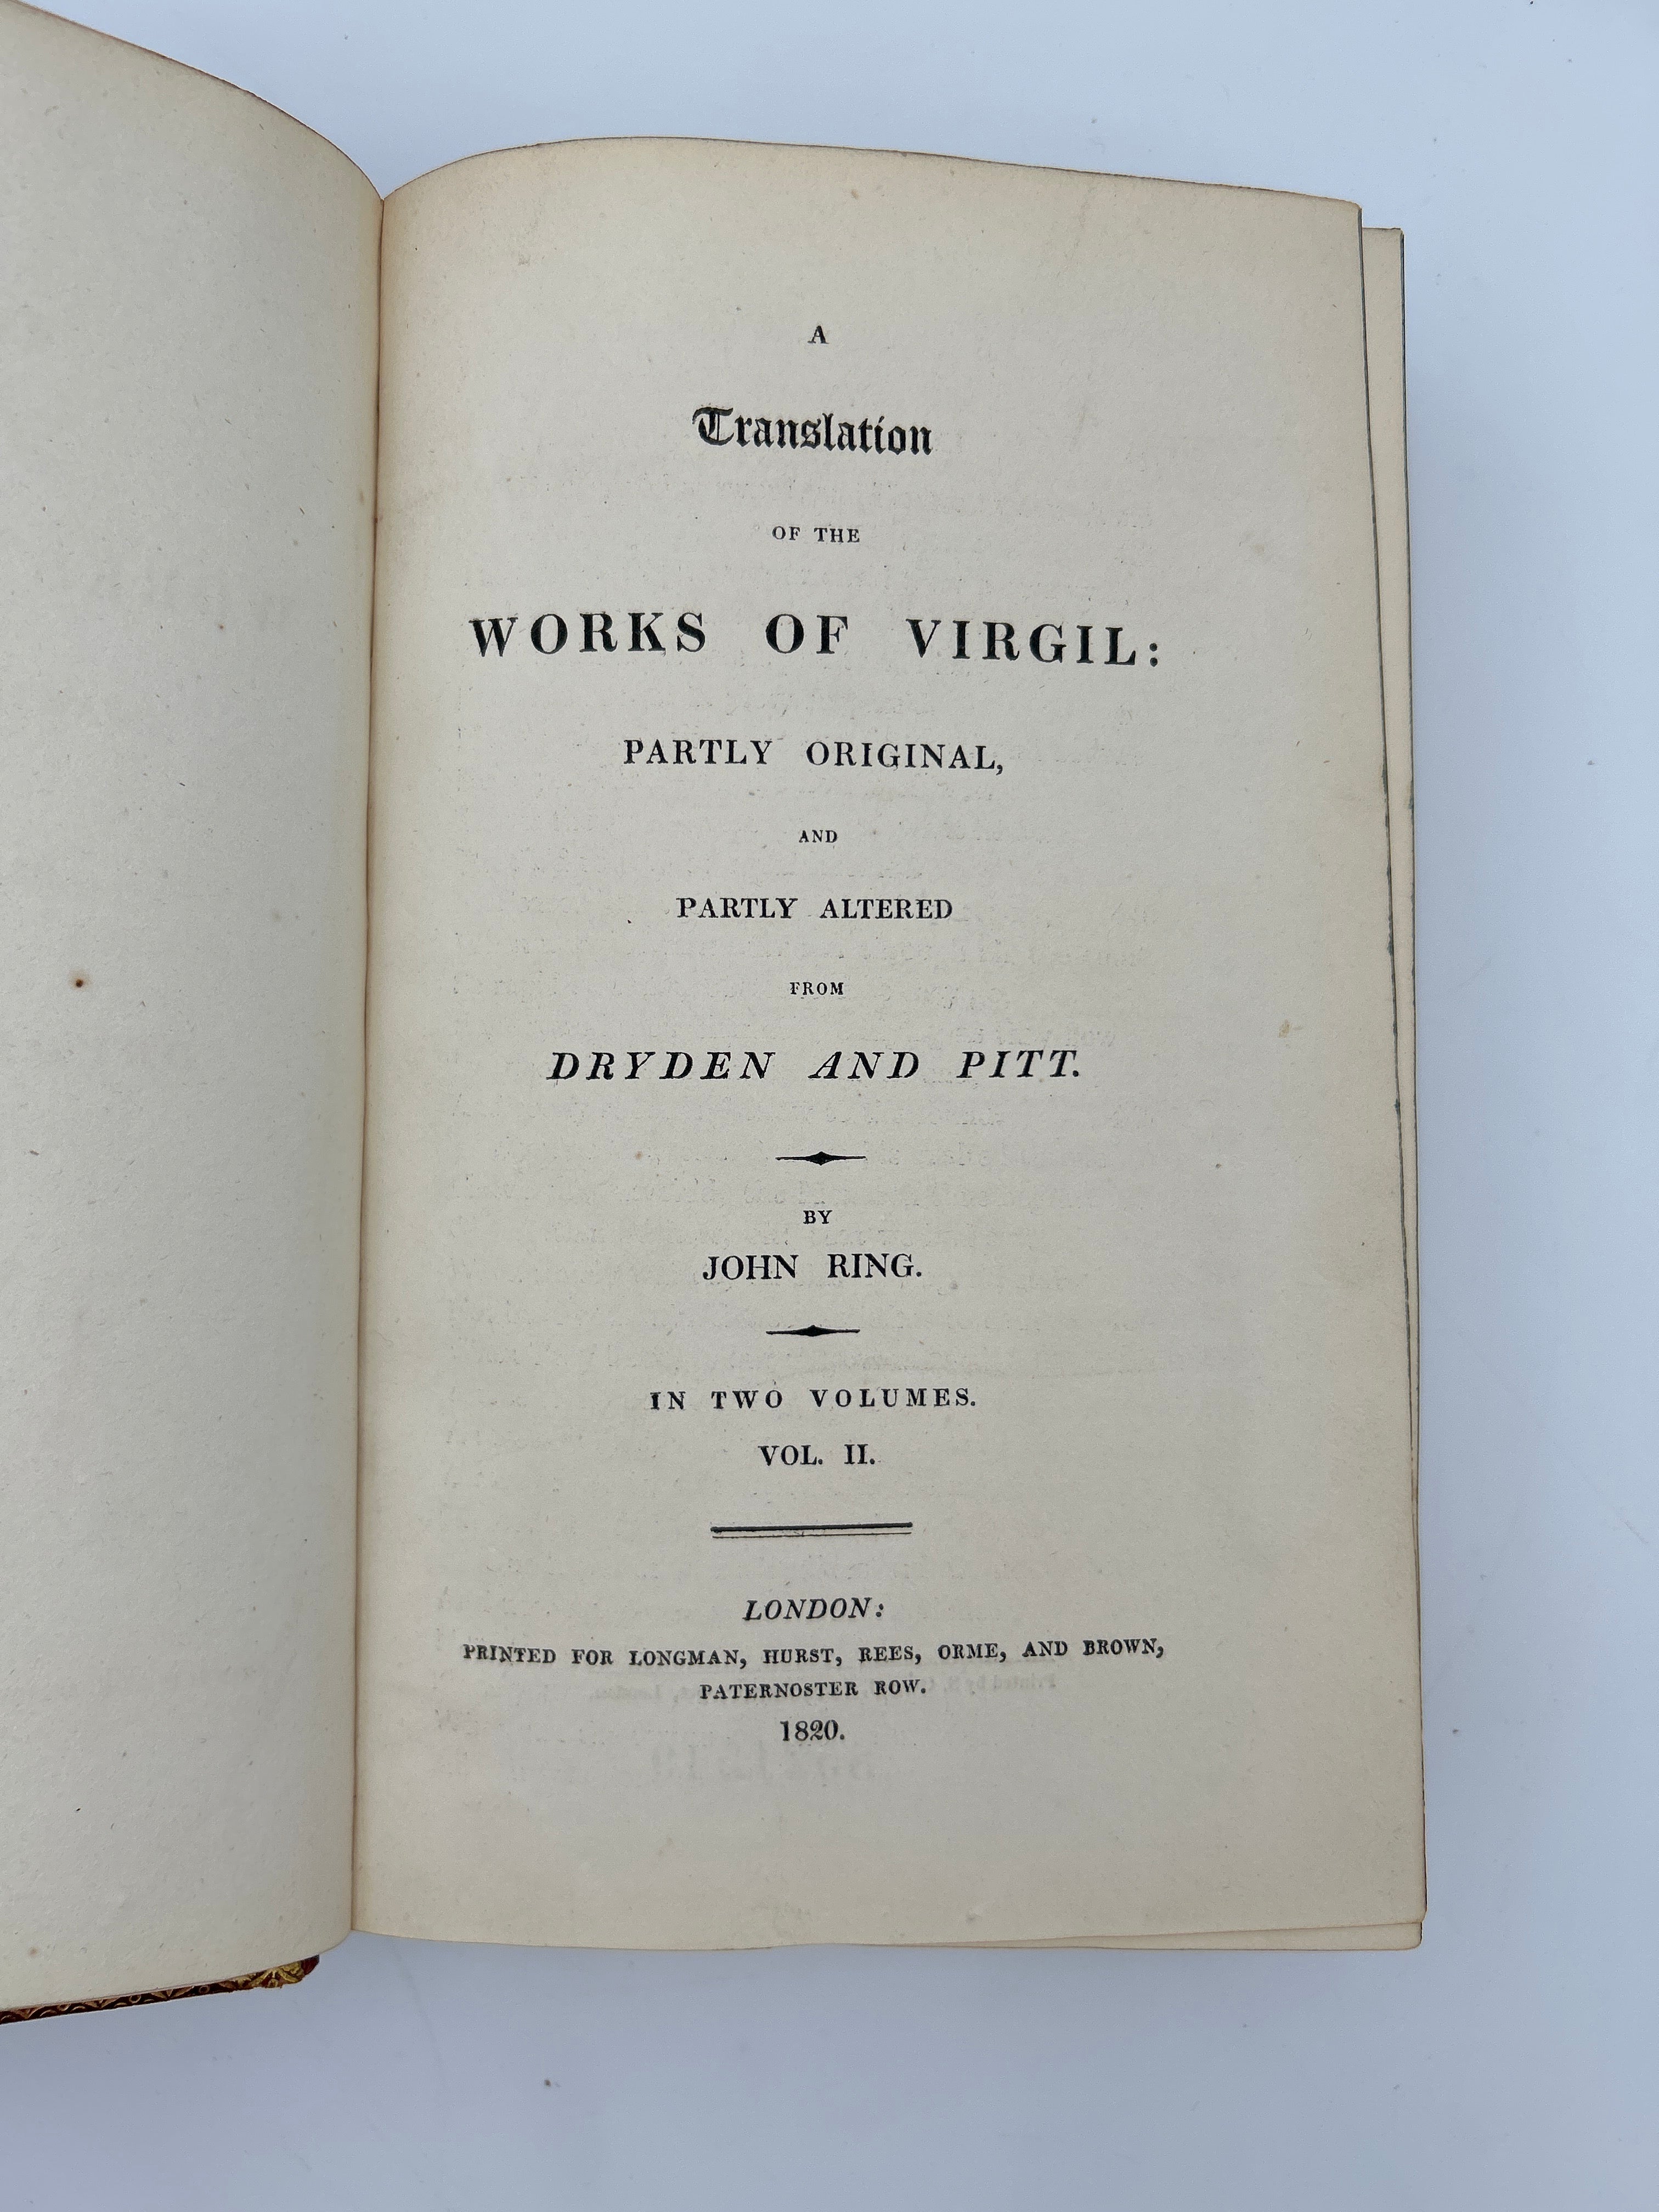 A
Translation
OF THE
WORKS OF VIRGIL:
PARTLY ORIGINAL,
AND
PARTLY ALTERED
FROM
DRYDEN AND PITT.
BY
JOHN RING.
IN TWO VOLUMES.
VOL. II.
LONDON:
PRINTED FOR LONGMAN, HURST, REES, ORME, AND BROWN,
PATERNOSTER ROW.
1820.